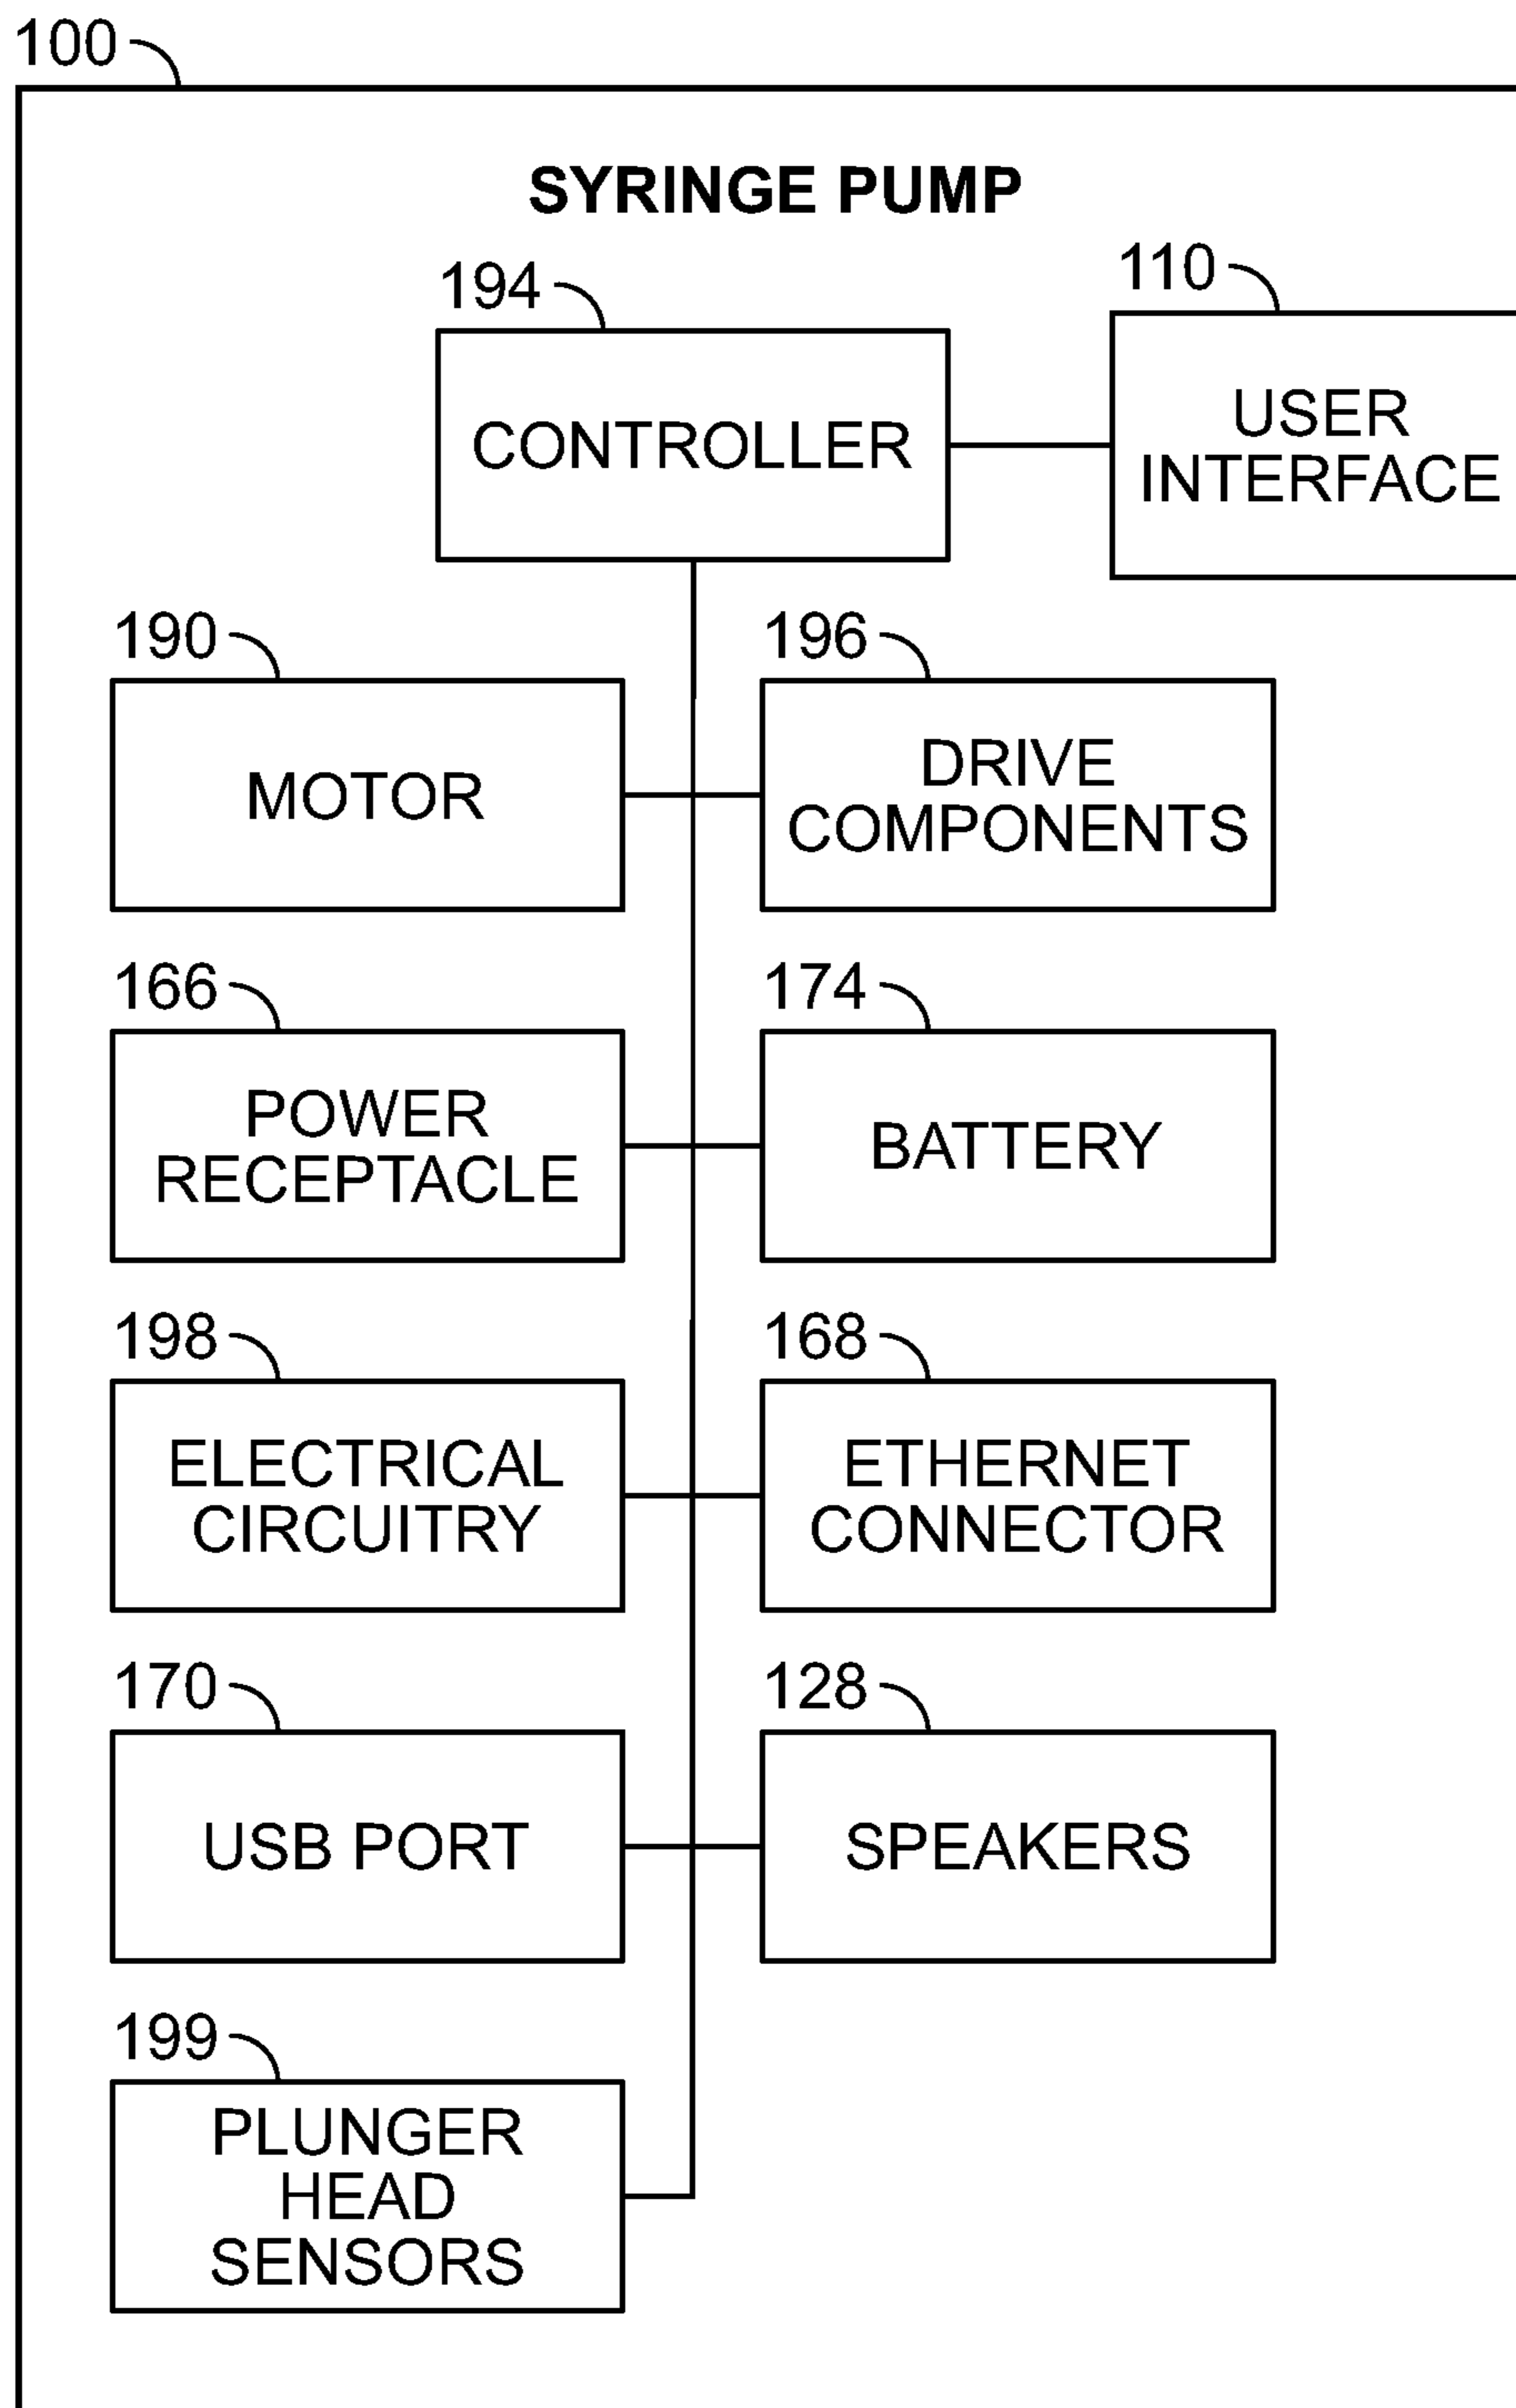 100
SYRINGE PUMP
194
110
CONTROLLER
USER
INTERFACE
190
196
MOTOR
DRIVE
COMPONENTS
166
174
POWER
RECEPTACLE
BATTERY
198
168
ELECTRICAL
CIRCUITRY
ETHERNET
CONNECTOR
170
128
USB PORT
SPEAKERS
199
PLUNGER
HEAD
SENSORS